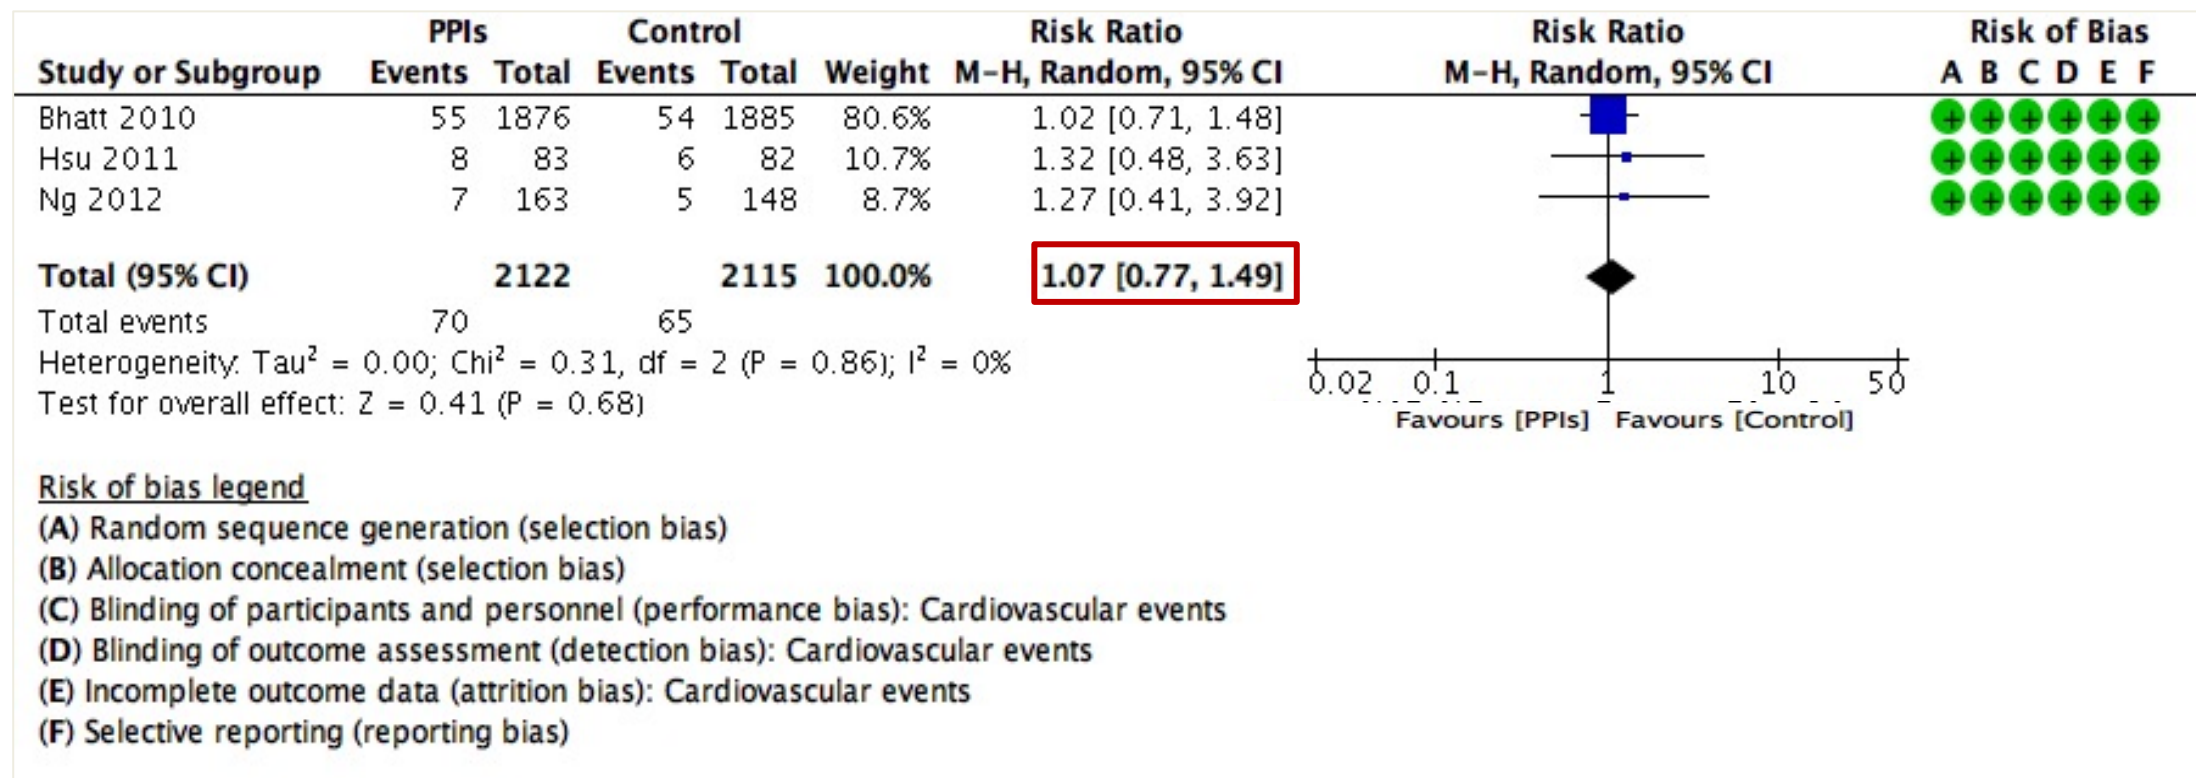 PPIs Control Risk Ratio Risk Ratio Risk of Bias
Study or Subgroup Events Total Events Total Weight M-H, Random, 95% CI M-H, Random, 95% CI A B C D E F
Bhatt 2010 55 1876 54 1885 80.6% 1.02 [0.71, 1.48] + + + + + +
Hsu 2011 8 83 6 82 10.7% 1.32 [0.48, 3.63] + + + + + +
Ng 2012 7 163 5 148 8.7% 1.27 [0.41, 3.92] + + + + + +
Total (95% CI) 2122 2115 100.0% 1.07 [0.77, 1.49]
Total events 70 65
Heterogeneity: Tau² = 0.00; Chi² = 0.31, df = 2 (P = 0.86); I² = 0%
Test for overall effect: Z = 0.41 (P = 0.68)
0.02 0.1 1 10 50
Favours [PPIs] Favours [Control]
Risk of bias legend
(A) Random sequence generation (selection bias)
(B) Allocation concealment (selection bias)
(C) Blinding of participants and personnel (performance bias): Cardiovascular events
(D) Blinding of outcome assessment (detection bias): Cardiovascular events
(E) Incomplete outcome data (attrition bias): Cardiovascular events
(F) Selective reporting (reporting bias)